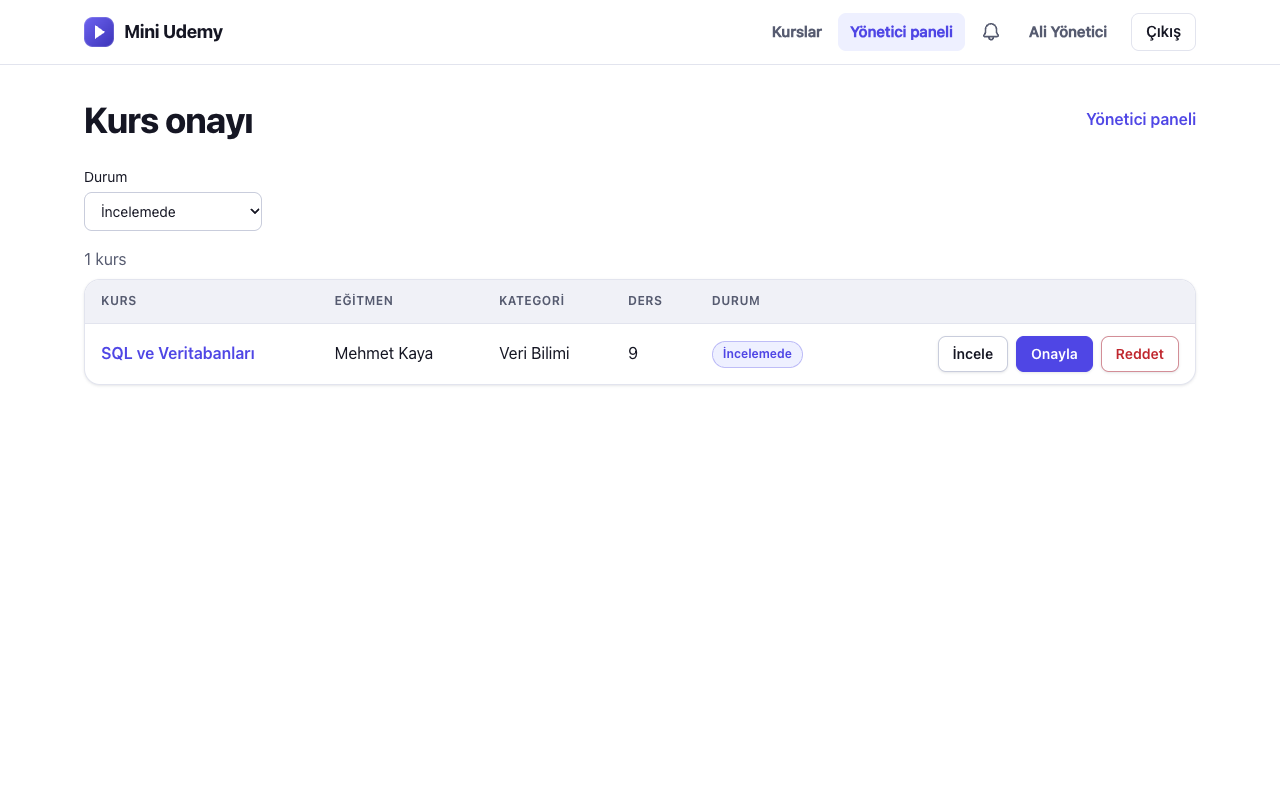 Mini Udemy
Kurslar
Yönetici paneli
Ali Yönetici
Çıkış
Kurs onayı
Yönetici paneli
Durum
İncelemede
1 kurs
KURS EĞİTMEN KATEGORİ DERS DURUM
SQL ve Veritabanları Mehmet Kaya Veri Bilimi 9 İncelemede İncele Onayla Reddet